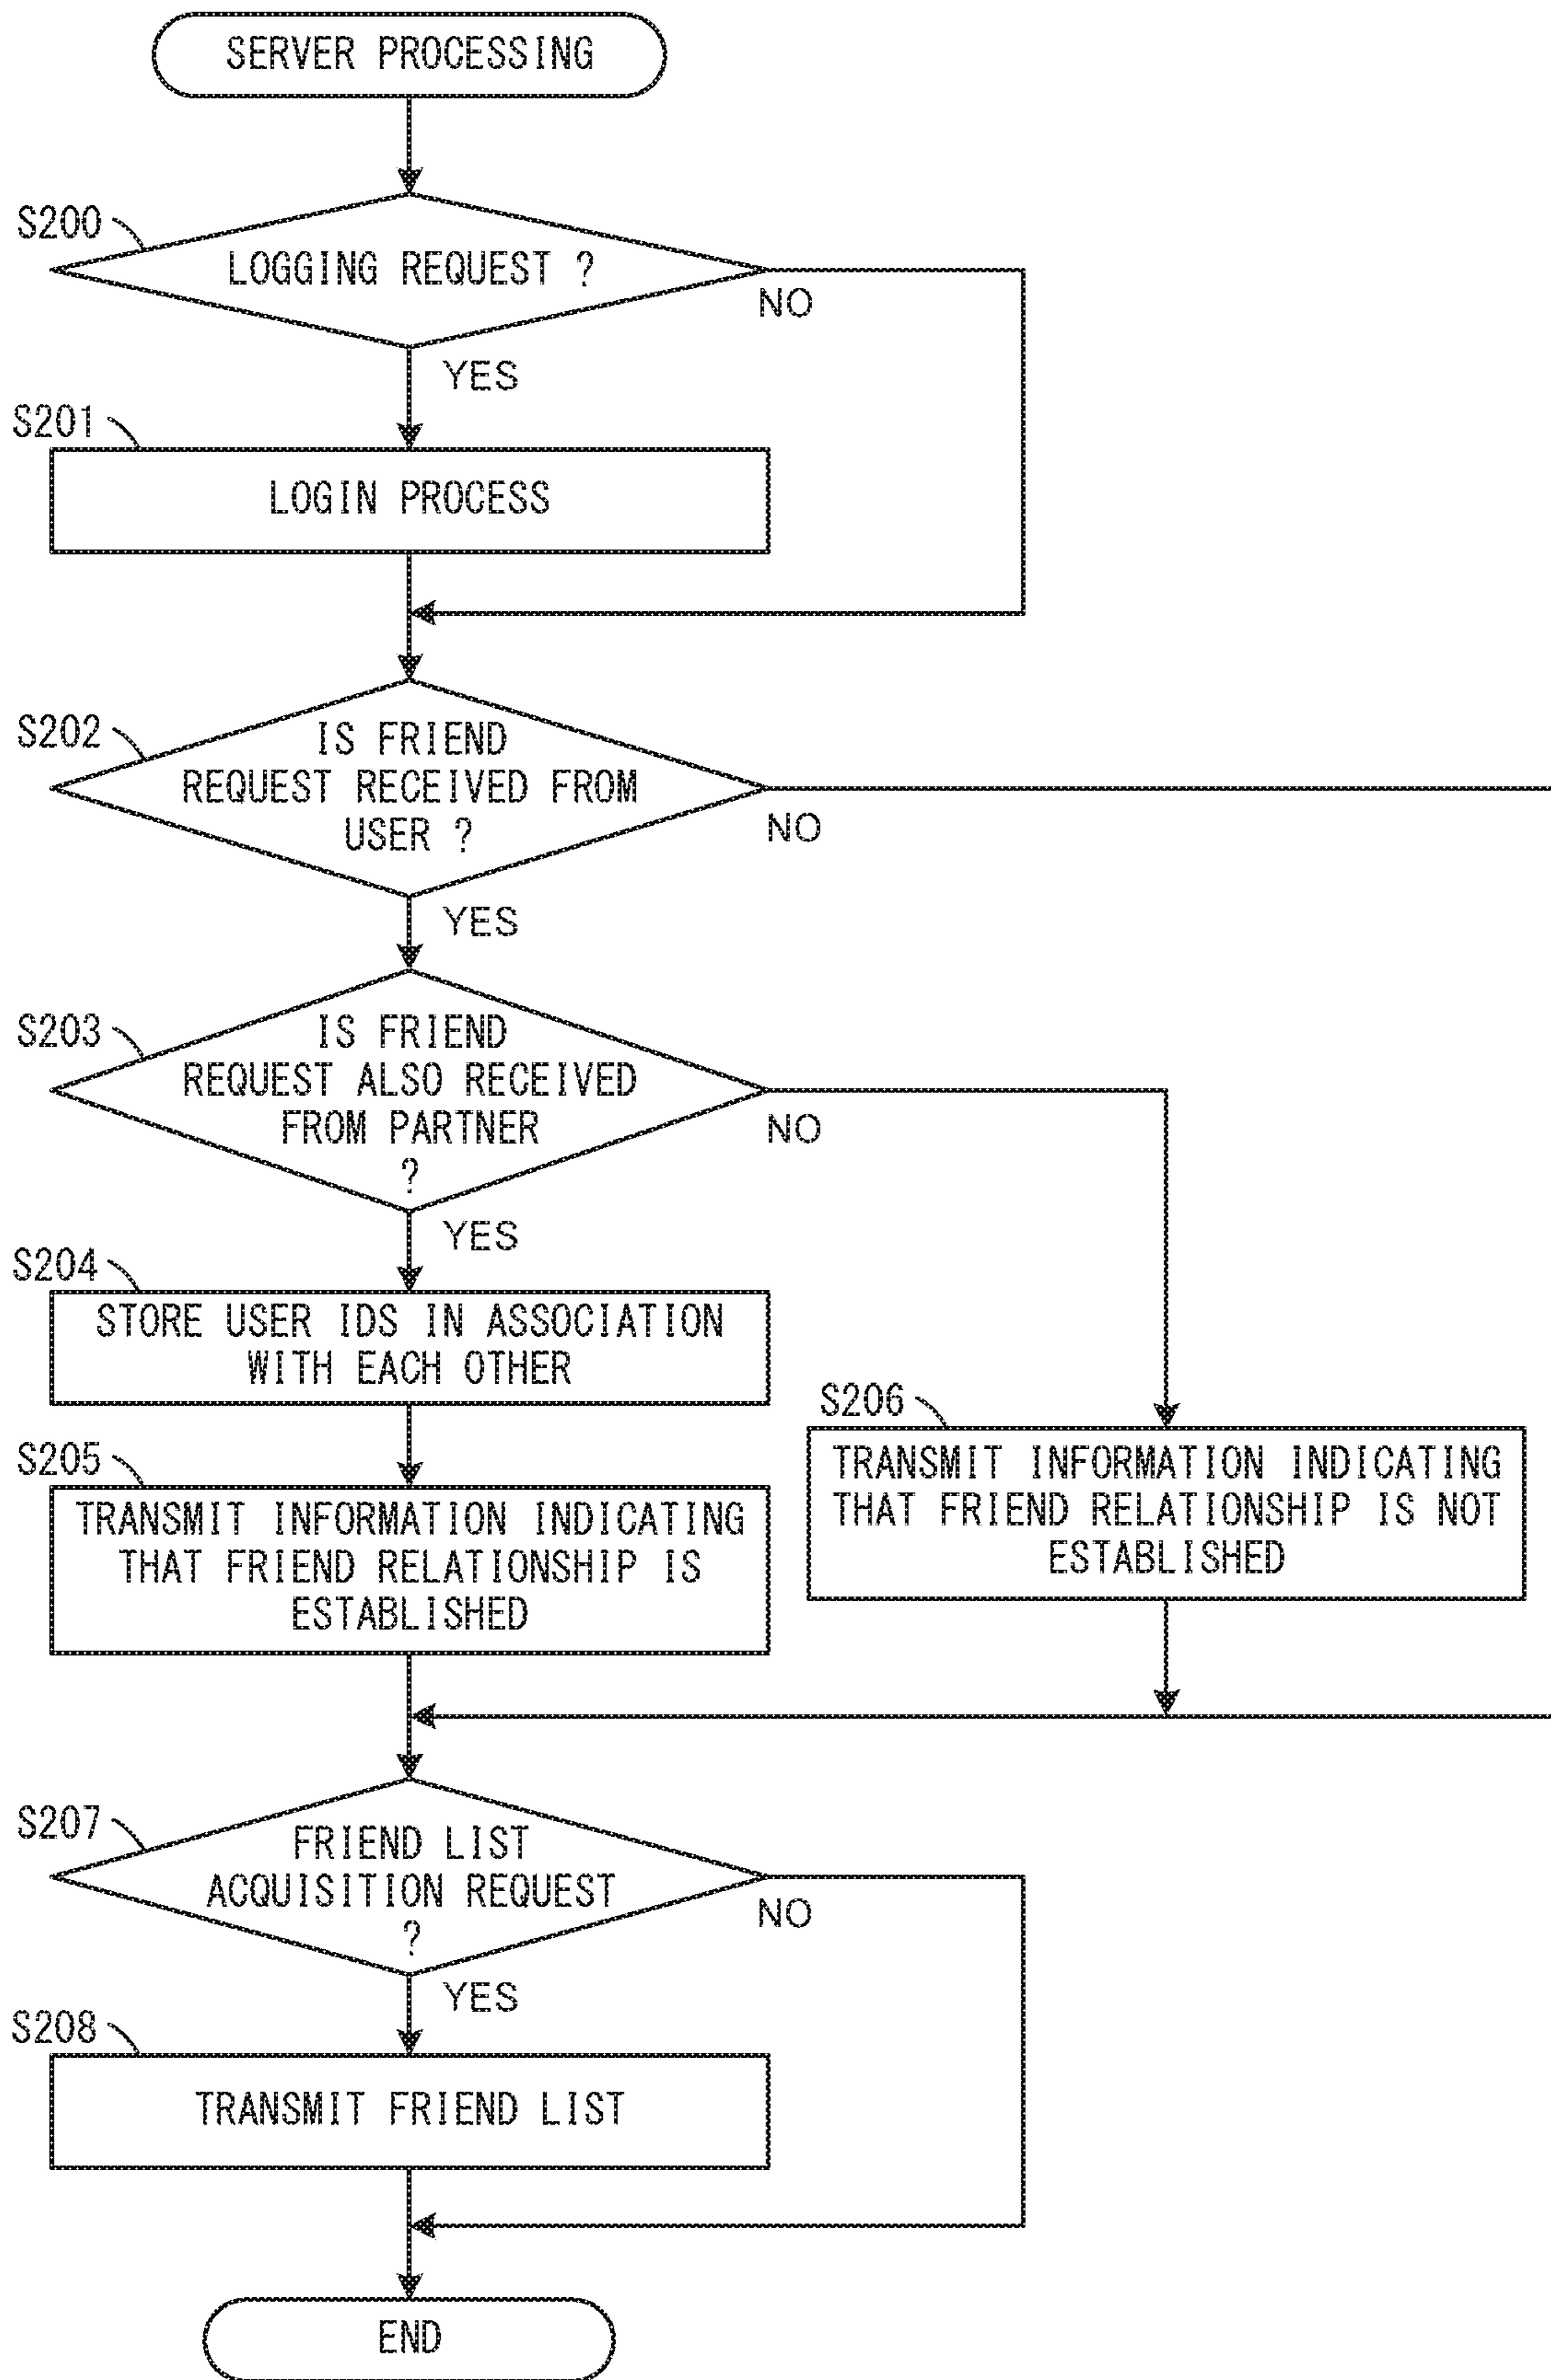 SERVER PROCESSING
S200
LOGGING REQUEST ?
NO
YES
S201
LOGIN PROCESS
S202
IS FRIEND
REQUEST RECEIVED FROM
USER ?
NO
YES
S203
IS FRIEND
REQUEST ALSO RECEIVED
FROM PARTNER
?
NO
YES
S204
STORE USER IDS IN ASSOCIATION
WITH EACH OTHER
S205
TRANSMIT INFORMATION INDICATING
THAT FRIEND RELATIONSHIP IS
ESTABLISHED
S206
TRANSMIT INFORMATION INDICATING
THAT FRIEND RELATIONSHIP IS NOT
ESTABLISHED
S207
FRIEND LIST
ACQUISITION REQUEST
?
NO
YES
S208
TRANSMIT FRIEND LIST
END